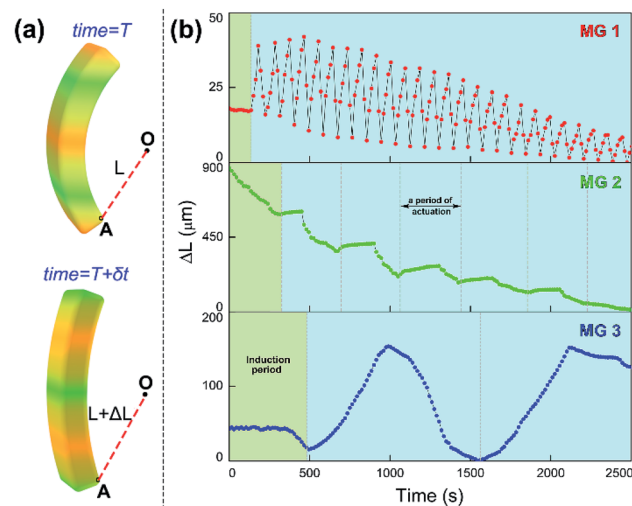 (a)
time=T
O
L
A
time=T+δt
O
L+ΔL
A
(b)
50
25
0
MG 1
900
450
0
MG 2
a period of
actuation
ΔL (μm)
200
100
0
MG 3
Induction
period
0
500
1000
1500
2000
2500
Time (s)